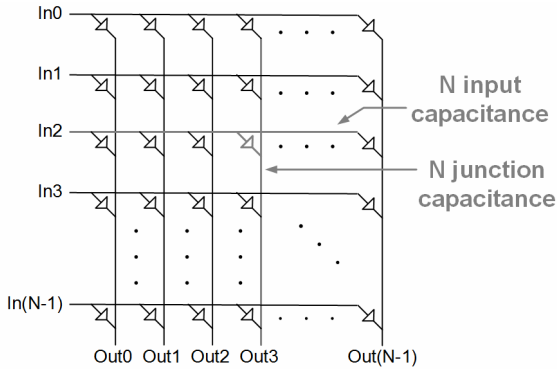 In0
In1
N input
capacitance
In2
N junction
capacitance
In3
In(N-1)
Out0 Out1 Out2 Out3 Out(N-1)